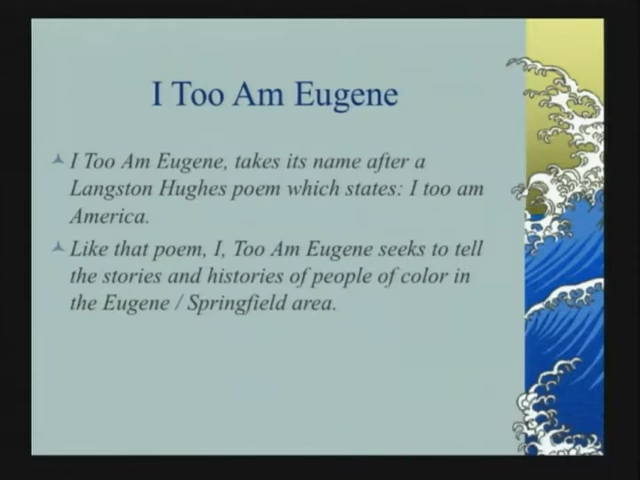 I Too Am Eugene
I Too Am Eugene, takes its name after a
Langston Hughes poem which states: I too am
America.
Like that poem, I, Too Am Eugene seeks to tell
the stories and histories of people of color in
the Eugene / Springfield area.